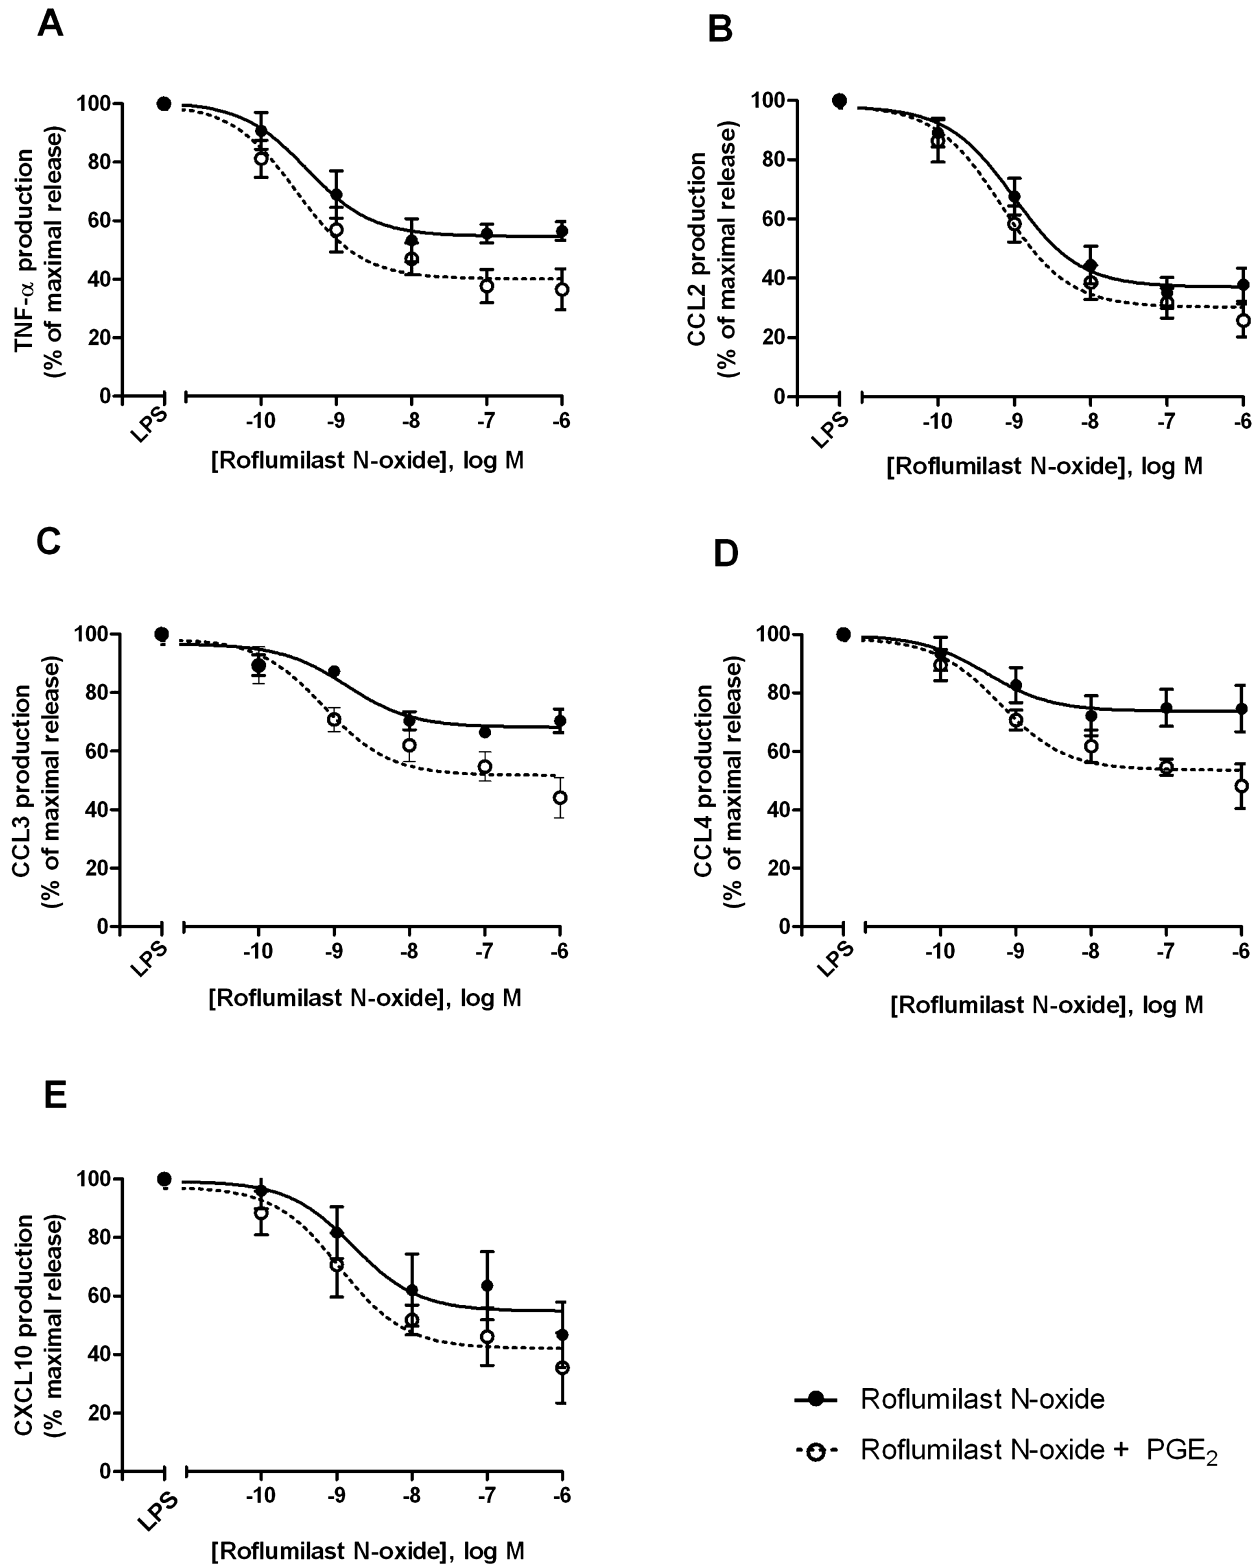 A
TNF-α production
(% of maximal release)
100
80
60
40
20
0
LPS
-10
-9
-8
-7
-6
[Roflumilast N-oxide], log M
B
CCL2 production
(% of maximal release)
100
80
60
40
20
0
LPS
-10
-9
-8
-7
-6
[Roflumilast N-oxide], log M
C
CCL3 production
(% of maximal release)
100
80
60
40
20
0
LPS
-10
-9
-8
-7
-6
[Roflumilast N-oxide], log M
D
CCL4 production
(% of maximal release)
100
80
60
40
20
0
LPS
-10
-9
-8
-7
-6
[Roflumilast N-oxide], log M
E
CXCL10 production
(% maximal release)
100
80
60
40
20
0
LPS
-10
-9
-8
-7
-6
[Roflumilast N-oxide], log M
Roflumilast N-oxide
Roflumilast N-oxide + PGE₂